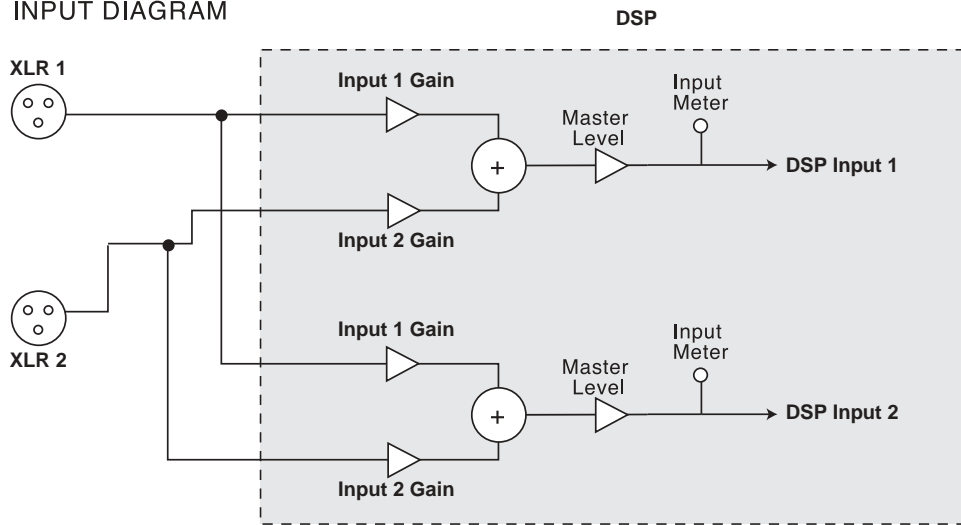 INPUT DIAGRAM
DSP
XLR 1
Input 1 Gain
Input
Meter
Master
Level
+
DSP Input 1
Input 2 Gain
XLR 2
Input 1 Gain
Input
Meter
Master
Level
+
DSP Input 2
Input 2 Gain